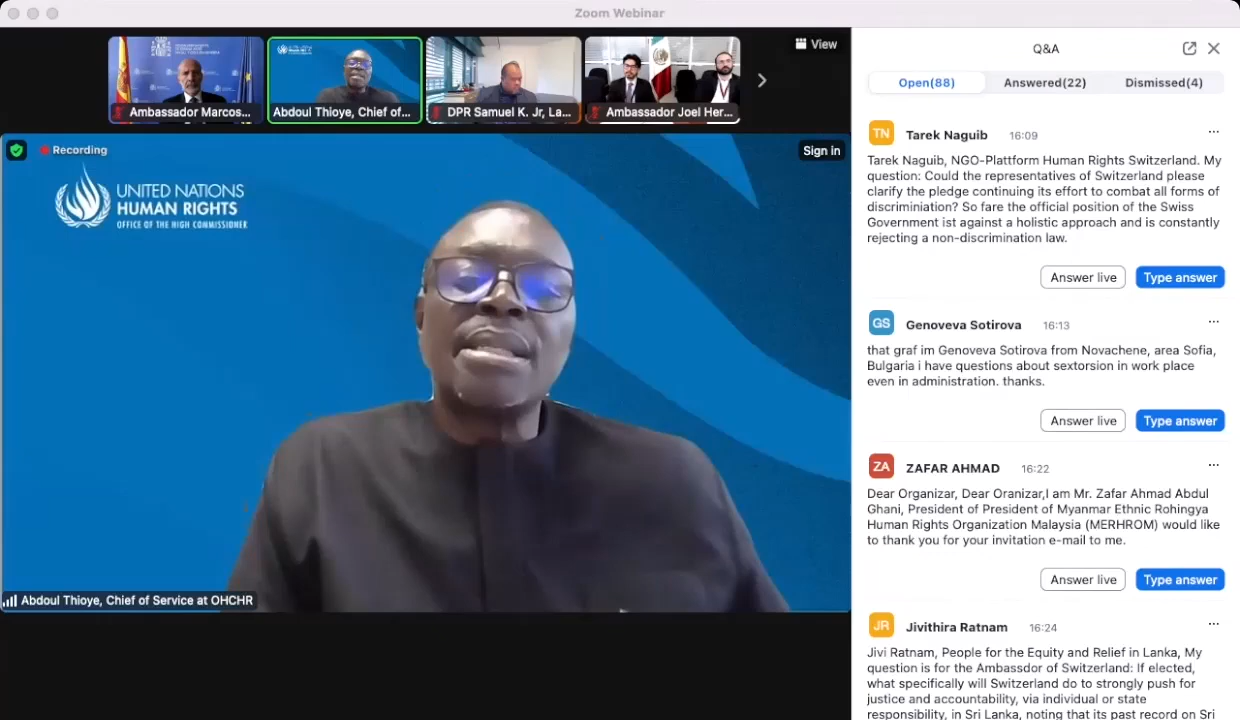 Zoom Webinar
View
Ambassador Marcos...
Abdoul Thioye, Chief of...
DPR Samuel K. Jr, La...
Ambassador Joel Her...
Recording
Sign in
UNITED NATIONS
HUMAN RIGHTS
OFFICE OF THE HIGH COMMISSIONER
Abdoul Thioye, Chief of Service at OHCHR
Q&A
Open(88)
Answered(22)
Dismissed(4)
TN
Tarek Naguib
16:09
...
Tarek Naguib, NGO-Plattform Human Rights Switzerland. My
question: Could the representatives of Switzerland please
clarify the pledge continuing its effort to combat all forms of
discriminiation? So fare the official position of the Swiss
Government ist against a holistic approach and is constantly
rejecting a non-discrimination law.
Answer live
Type answer
GS
Genoveva Sotirova
16:13
...
that graf im Genoveva Sotirova from Novachene, area Sofia,
Bulgaria i have questions about sextorsion in work place
even in administration. thanks.
Answer live
Type answer
ZA
ZAFAR AHMAD
16:22
...
Dear Organizar, Dear Oranizar,I am Mr. Zafar Ahmad Abdul
Ghani, President of President of Myanmar Ethnic Rohingya
Human Rights Organization Malaysia (MERHROM) would like
to thank you for your invitation e-mail to me.
Answer live
Type answer
JR
Jivithira Ratnam
16:24
...
Jivi Ratnam, People for the Equity and Relief in Lanka, My
question is for the Ambassdor of Switzerland: If elected,
what specifically will Switzerland do to strongly push for
justice and accountability, via individual or state
responsibility, in Sri Lanka, noting that its past record on Sri